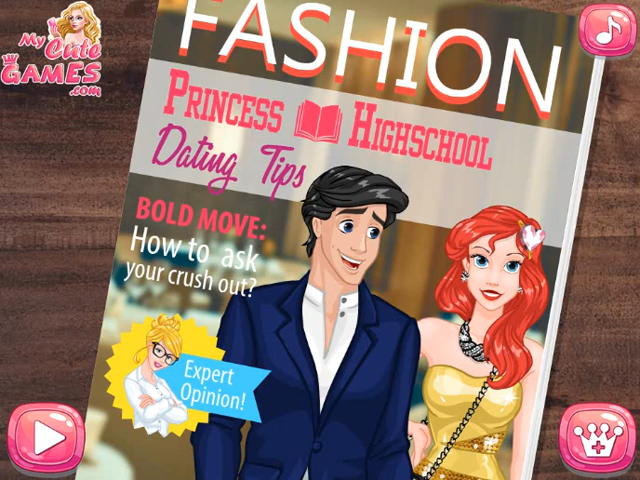 My
Cute
GAMES
.com
FASHION
PRINCESS HIGHSCHOOL
Dating Tips
BOLD MOVE:
How to ask
your crush out?
Expert
Opinion!